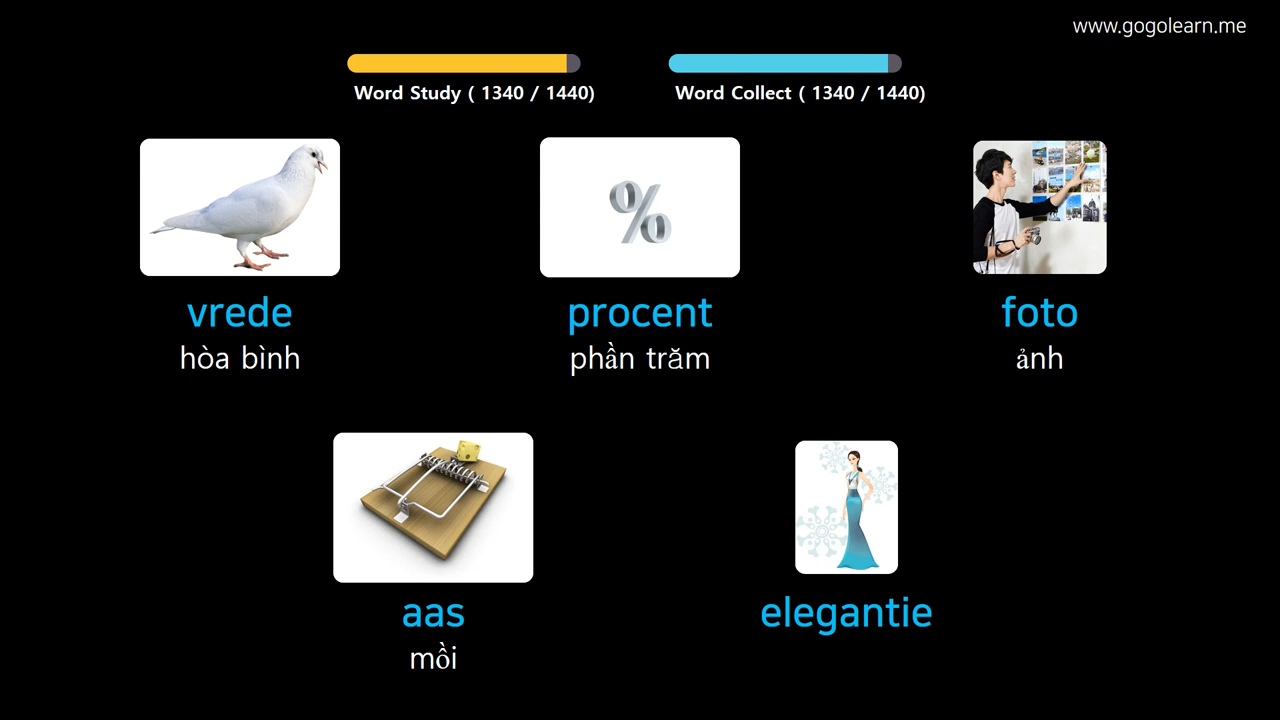 www.gogolearn.me
Word Study ( 1340 / 1440)
Word Collect ( 1340 / 1440)
%
vrede
procent
foto
hòa bình
phần trăm
ảnh
aas
elegantie
mồi